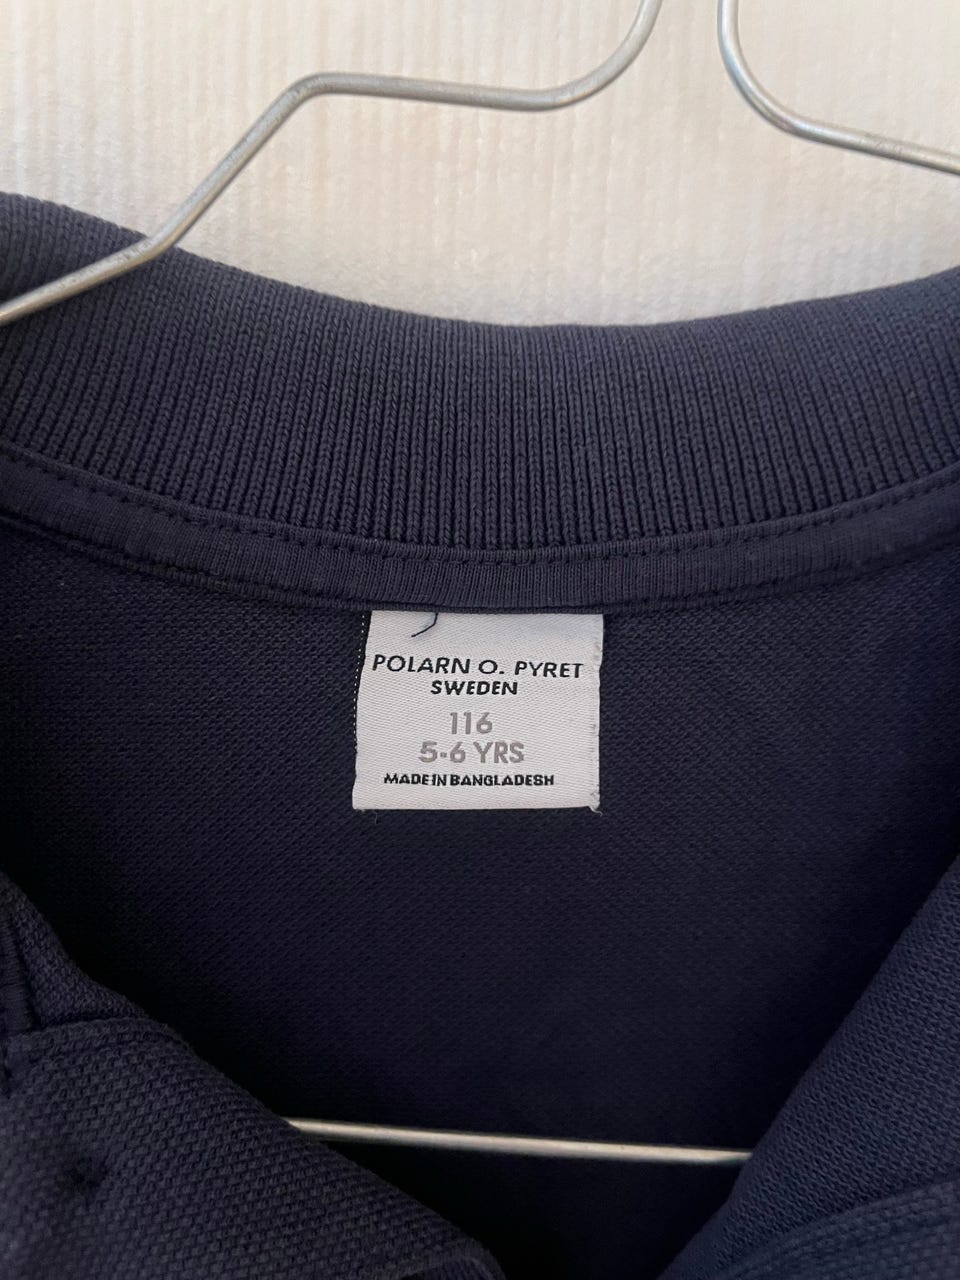 POLARN O. PYRET
SWEDEN
116
5-6 YRS
MADE IN BANGLADESH